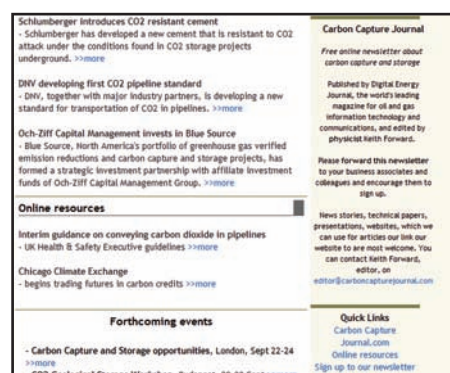 Schlumberger introduces CO2 resistant cement
- Schlumberger has developed a new cement that is resistant to CO2
attack under the conditions found in CO2 storage projects
underground. >>more
DNV developing first CO2 pipeline standard
- DNV, together with major industry partners, is developing a new
standard for transportation of CO2 in pipelines. >>more
Och-Ziff Capital Management invests in Blue Source
- Blue Source, North America's portfolio of greenhouse gas verified
emission reductions and carbon capture and storage projects, has
formed a strategic investment partnership with affiliate investment
funds of Och-Ziff Capital Management Group. >>more
Online resources
Interim guidance on conveying carbon dioxide in pipelines
- UK Health & Safety Executive guidelines >>more
Chicago Climate Exchange
- begins trading futures in carbon credits >>more
Forthcoming events
- Carbon Capture and Storage opportunities, London, Sept 22-24
>>more
Carbon Capture Journal
Free online newsletter about
carbon capture and storage
Published by Digital Energy
Journal, the world's leading
magazine for oil and gas
information technology and
communications, and edited by
physicist Keith Forward.
Please forward this newsletter
to your business associates and
colleagues and encourage them to
sign up.
News stories, technical papers,
presentations, websites, which we
can use for articles our link our
website to are most welcome. You
can contact Keith Forward,
editor, on
editor@carboncapturejournal.com
Quick Links
Carbon Capture
Journal.com
Online resources
Sign up to our newsletter